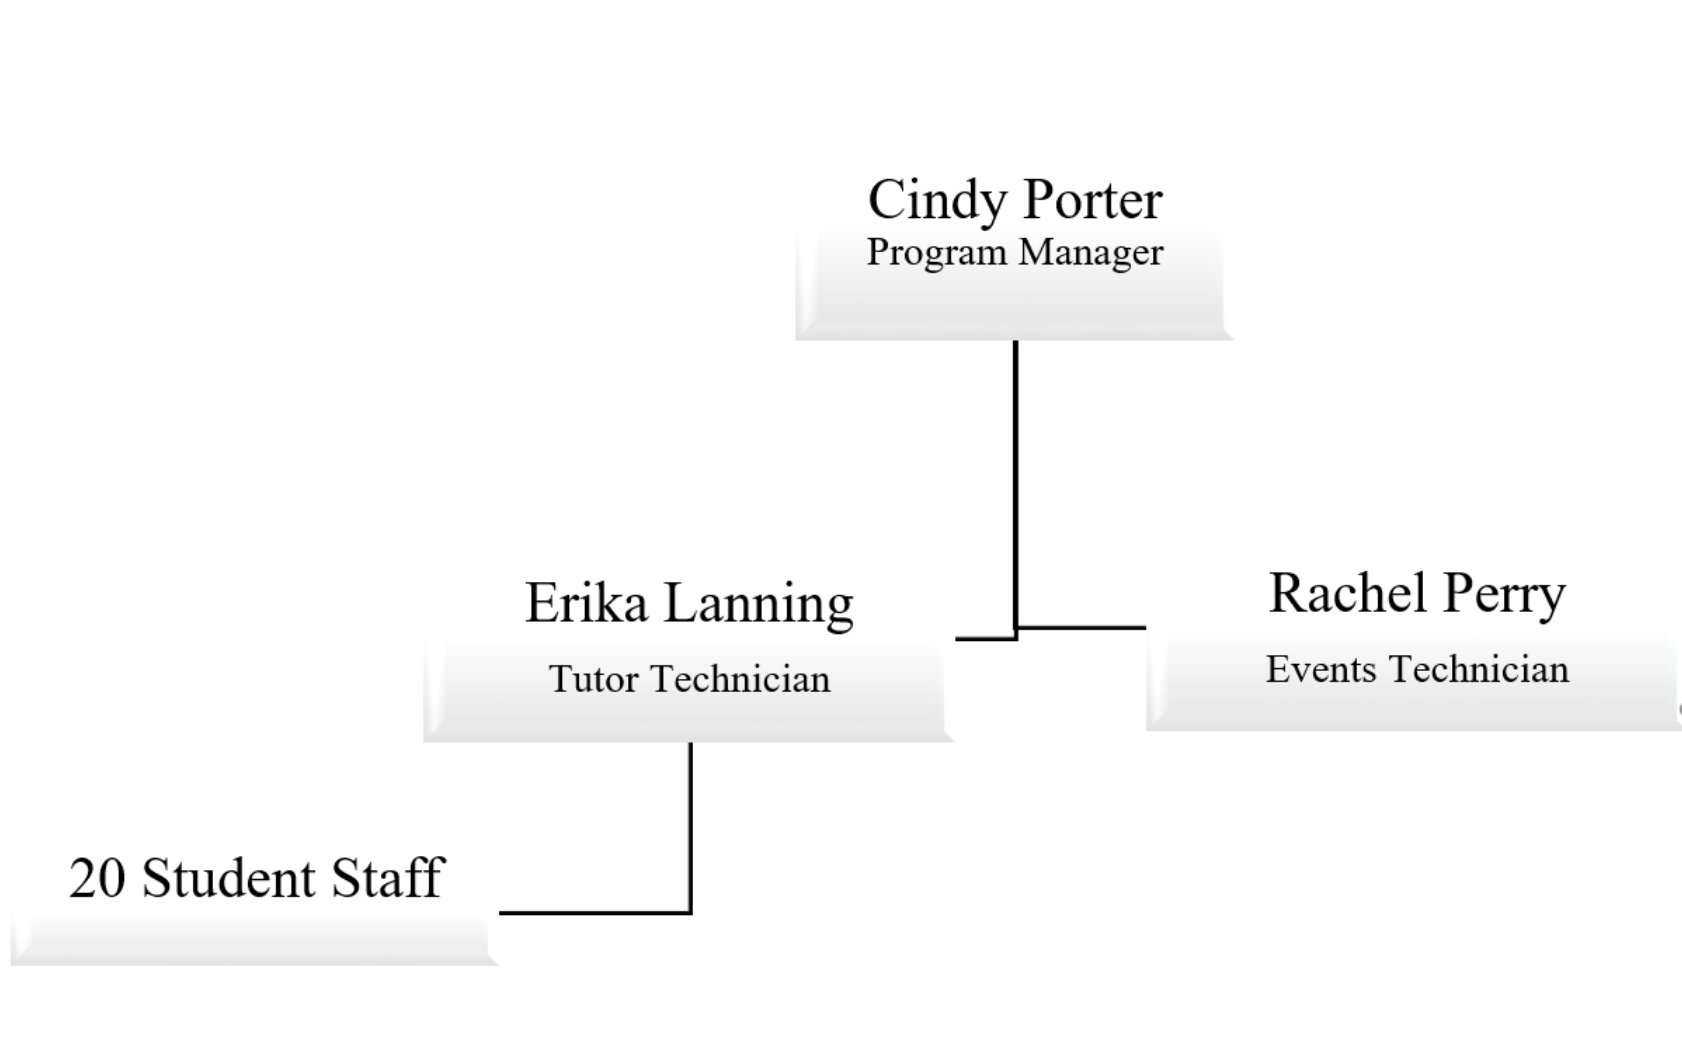 Cindy Porter
Program Manager
Erika Lanning
Tutor Technician
Rachel Perry
Events Technician
20 Student Staff